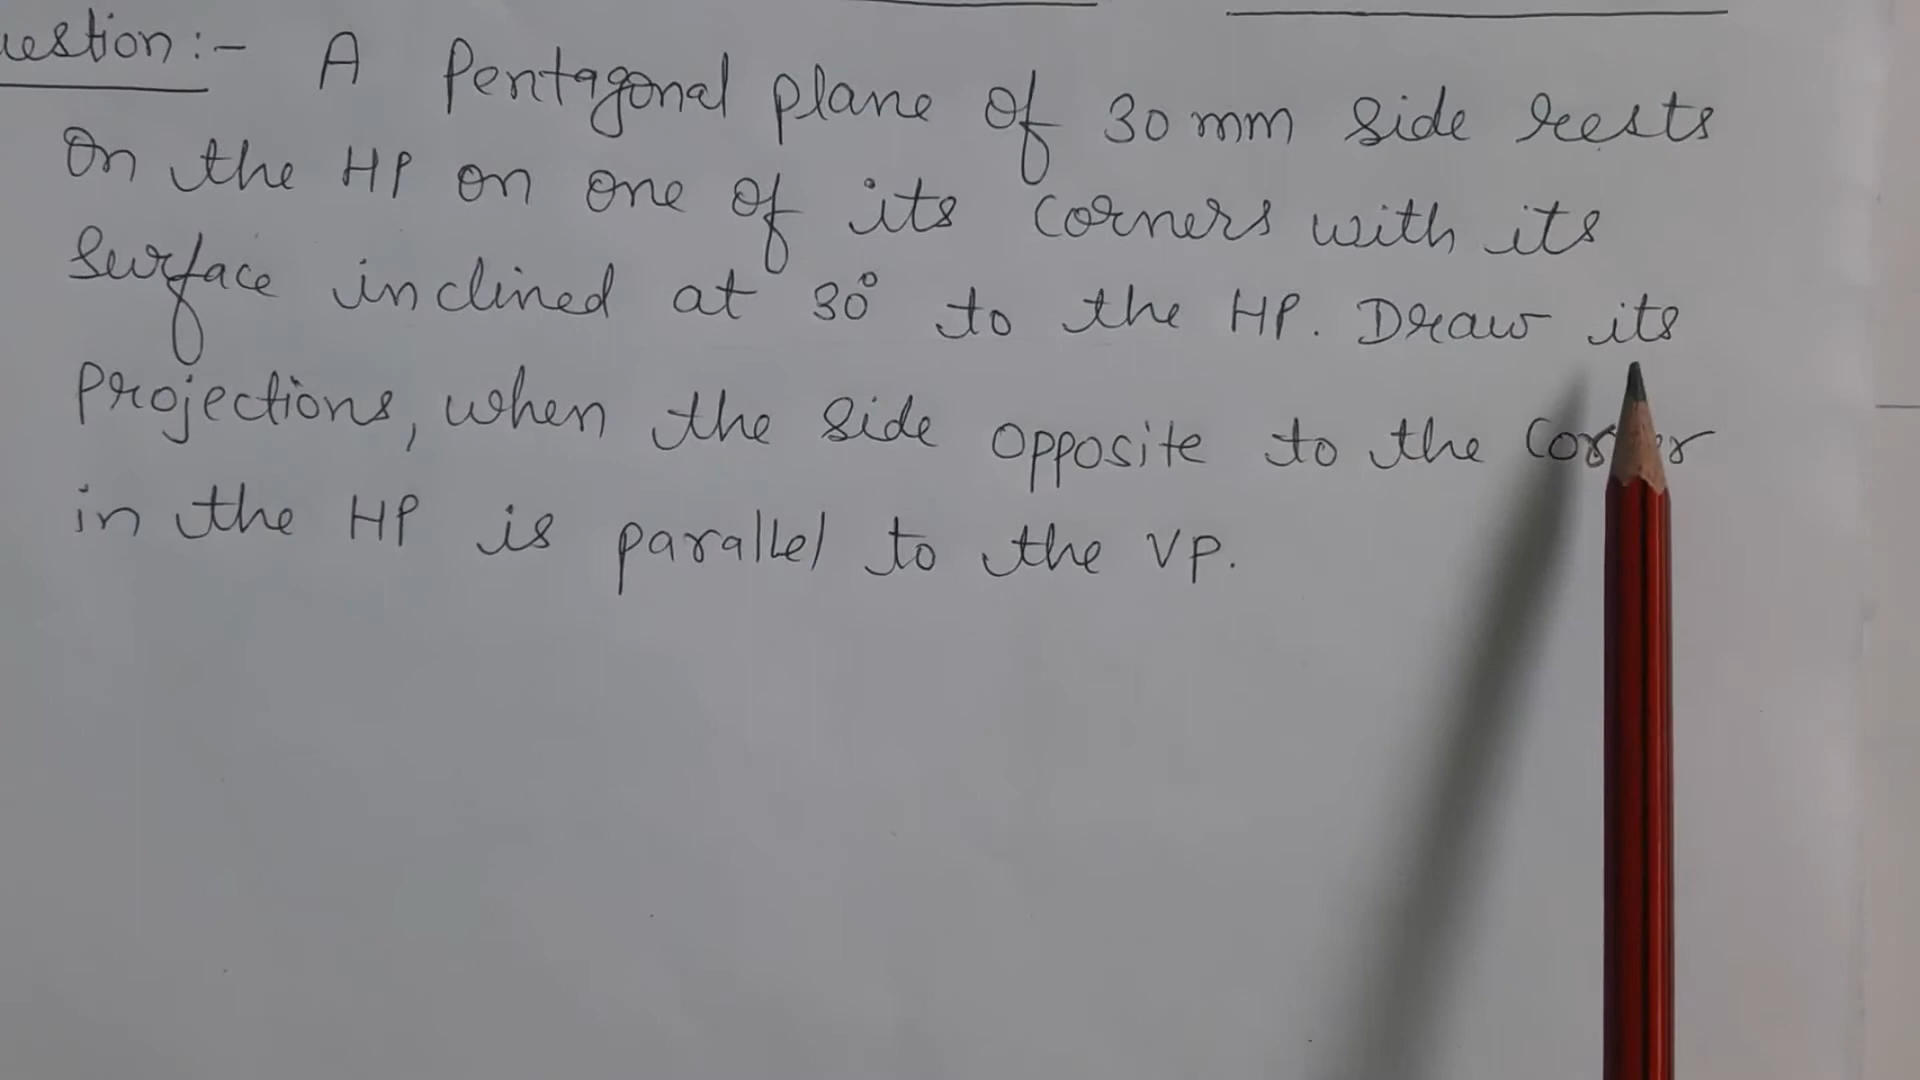 uestion:- A Pentagonal plane of 30 mm side rests
On the HP on one of its corners with its
Surface inclined at 30° to the HP. Draw its
Projections, when the side opposite to the
in the HP is parallel to the VP.